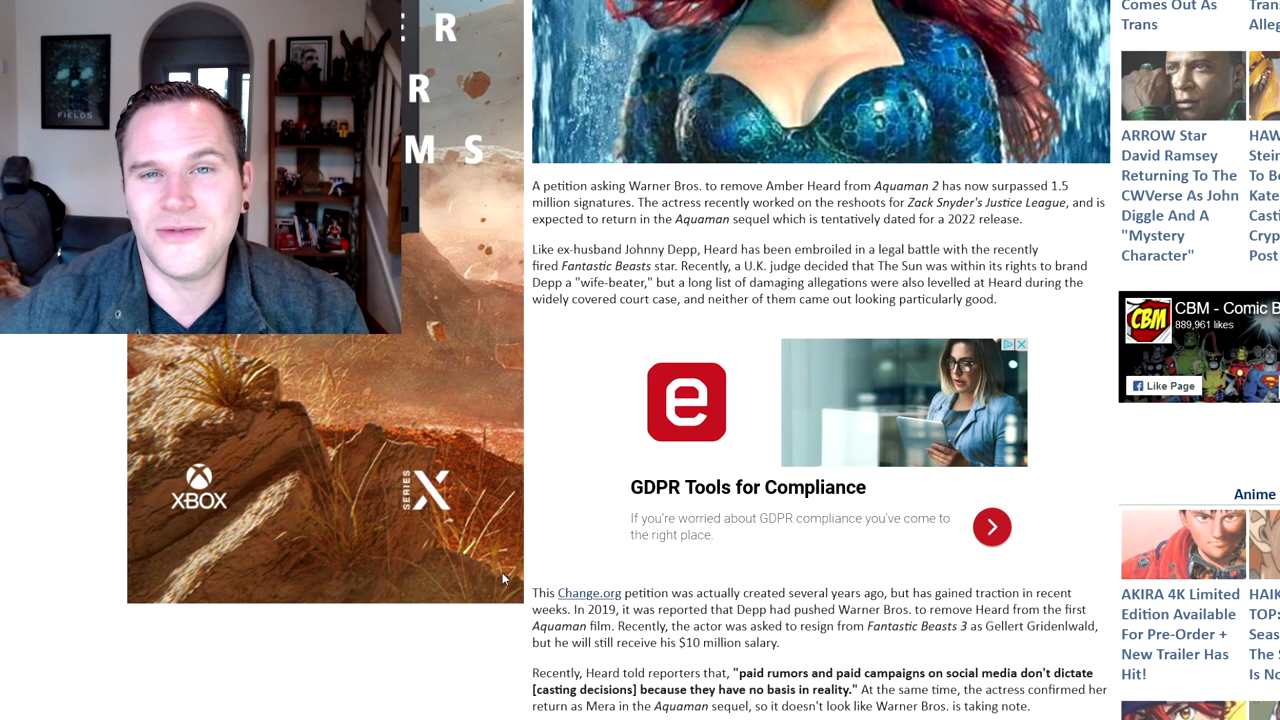 E R
R
M S
FIELDS
A petition asking Warner Bros. to remove Amber Heard from Aquaman 2 has now surpassed 1.5
million signatures. The actress recently worked on the reshoots for Zack Snyder's Justice League, and is
expected to return in the Aquaman sequel which is tentatively dated for a 2022 release.
Like ex-husband Johnny Depp, Heard has been embroiled in a legal battle with the recently
fired Fantastic Beasts star. Recently, a U.K. judge decided that The Sun was within its rights to brand
Depp a "wife-beater," but a long list of damaging allegations were also levelled at Heard during the
widely covered court case, and neither of them came out looking particularly good.
e
GDPR Tools for Compliance
If you're worried about GDPR compliance you've come to
the right place.
XBOX
SERIES X
This Change.org petition was actually created several years ago, but has gained traction in recent
weeks. In 2019, it was reported that Depp had pushed Warner Bros. to remove Heard from the first
Aquaman film. Recently, the actor was asked to resign from Fantastic Beasts 3 as Gellert Gridenlwald,
but he will still receive his $10 million salary.
Recently, Heard told reporters that, "paid rumors and paid campaigns on social media don't dictate
[casting decisions] because they have no basis in reality." At the same time, the actress confirmed her
return as Mera in the Aquaman sequel, so it doesn't look like Warner Bros. is taking note.
Comes Out As
Trans
Tran
Alleg
ARROW Star
David Ramsey
Returning To The
CWVerse As John
Diggle And A
"Mystery
Character"
HAW
Stein
To Be
Kate
Casti
Cryp
Post
CBM
CBM - Comic B
889,961 likes
Like Page
Anime
AKIRA 4K Limited
Edition Available
For Pre-Order +
New Trailer Has
Hit!
HAIK
TOP:
Seas
The S
Is No